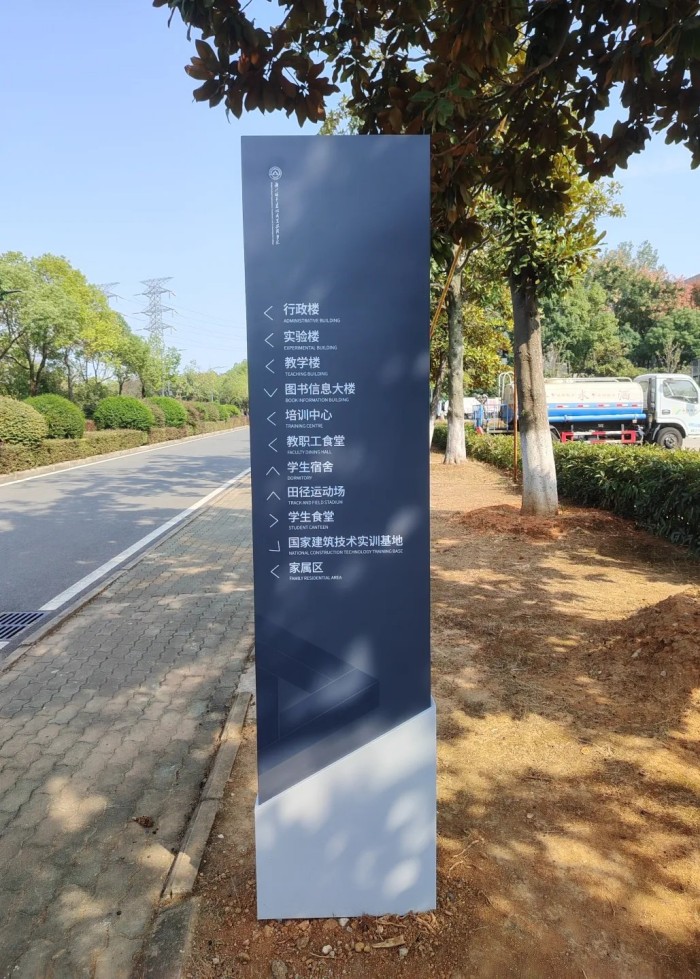 行政楼
ADMINISTRATIVE BUILDING
实验楼
EXPERIMENTAL BUILDING
教学楼
TEACHING BUILDING
图书信息大楼
BOOK INFORMATION BUILDING
培训中心
TRAINING CENTRE
教职工食堂
FACULTY DINING HALL
学生宿舍
DORMITORY
田径运动场
TRACK AND FIELD STADIUM
学生食堂
STUDENT CANTEEN
国家建筑技术实训基地
NATIONAL CONSTRUCTION TECHNOLOGY TRAINING BASE
家属区
FAMILY RESIDENTIAL AREA